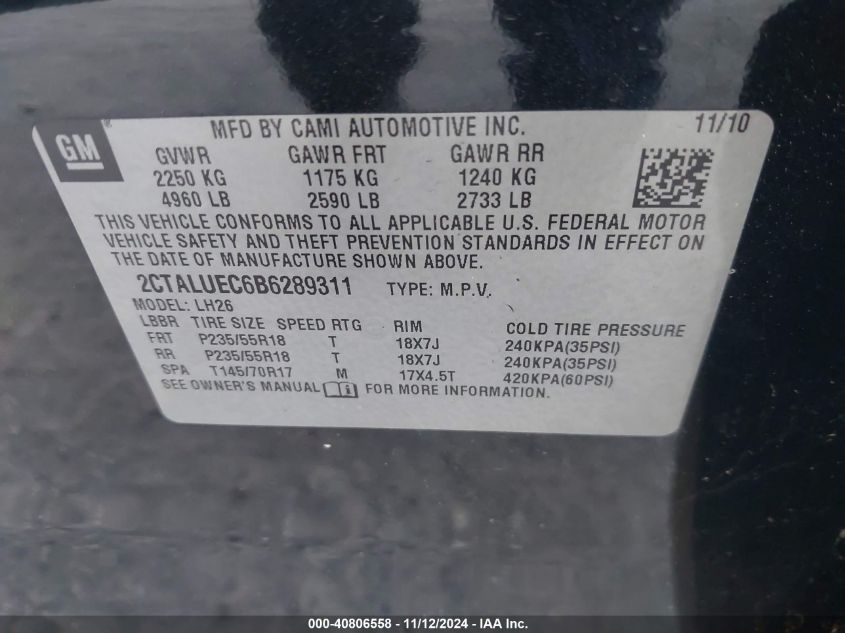 GM
MFD BY CAMI AUTOMOTIVE INC. 11/10
GVWR GAWR FRT GAWR RR
2250 KG 1175 KG 1240 KG
4960 LB 2590 LB 2733 LB
THIS VEHICLE CONFORMS TO ALL APPLICABLE U.S. FEDERAL MOTOR
VEHICLE SAFETY AND THEFT PREVENTION STANDARDS IN EFFECT ON
THE DATE OF MANUFACTURE SHOWN ABOVE.
2CTALUEC6B6289311 TYPE: M.P.V.
MODEL: LH26
LBBR TIRE SIZE SPEED RTG RIM COLD TIRE PRESSURE
FRT P235/55R18 T 18X7J 240KPA(35PSI)
RR P235/55R18 T 18X7J 240KPA(35PSI)
SPA T145/70R17 M 17X4.5T 420KPA(60PSI)
SEE OWNER'S MANUAL FOR MORE INFORMATION.
000-40806558 - 11/12/2024 - IAA Inc.